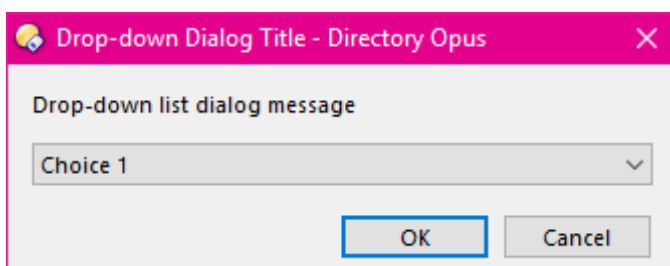 Drop-down Dialog Title - Directory Opus
Drop-down list dialog message
Choice 1
OK Cancel